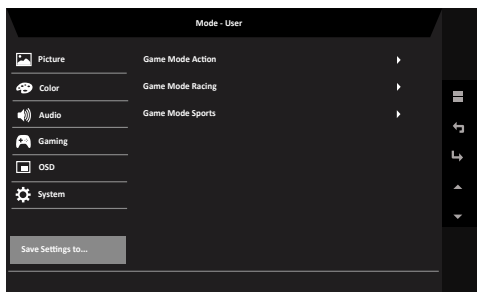 Mode - User
Picture
Game Mode Action
Color
Game Mode Racing
Audio
Game Mode Sports
Gaming
OSD
System
Save Settings to...